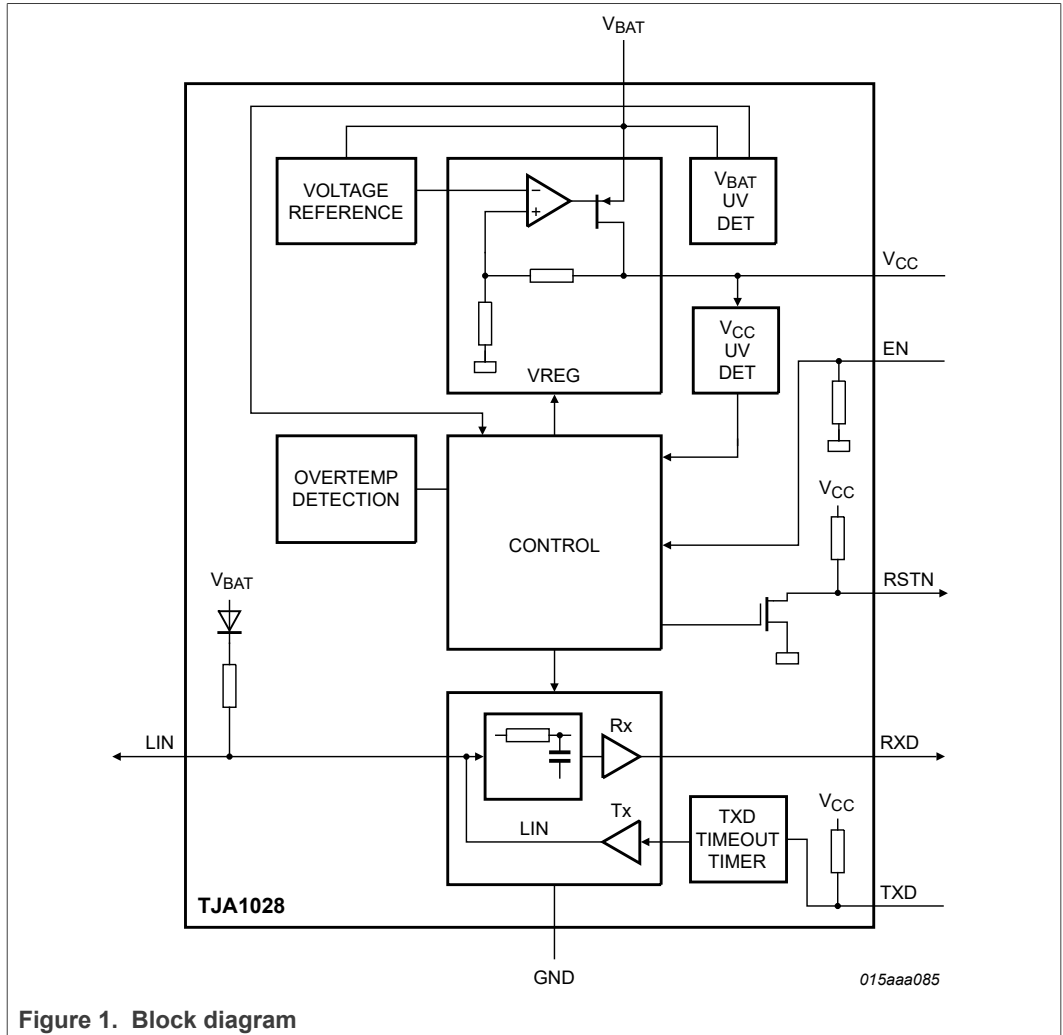 VBAT
VOLTAGE
REFERENCE
−
+
VREG
VBAT
UV
DET
VCC
VCC
UV
DET
EN
OVERTEMP
DETECTION
CONTROL
VCC
RSTN
VBAT
LIN
Rx
RXD
Tx
LIN
TXD
TIMEOUT
TIMER
VCC
TXD
TJA1028
GND
015aaa085
Figure 1. Block diagram